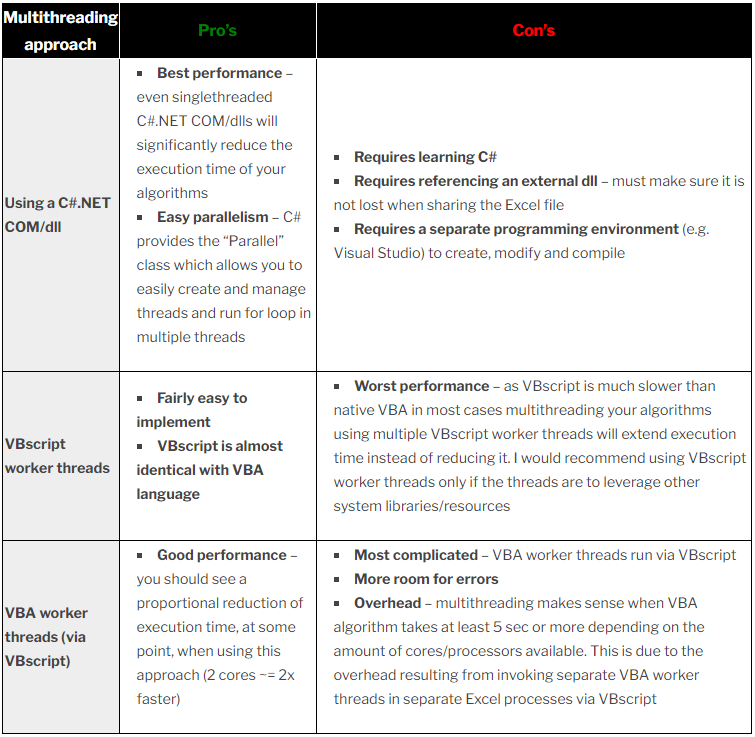 Multithreading
approach
Pro’s
Con’s
Using a C#.NET
COM/dll
Best performance –
even singlethreaded
C#.NET COM/dlls will
significantly reduce the
execution time of your
algorithms
Easy parallelism – C#
provides the “Parallel”
class which allows you to
easily create and manage
threads and run for loop in
multiple threads
Requires learning C#
Requires referencing an external dll – must make sure it is
not lost when sharing the Excel file
Requires a separate programming environment (e.g.
Visual Studio) to create, modify and compile
VBscript
worker threads
Fairly easy to
implement
VBscript is almost
identical with VBA
language
Worst performance – as VBscript is much slower than
native VBA in most cases multithreading your algorithms
using multiple VBscript worker threads will extend execution
time instead of reducing it. I would recommend using VBscript
worker threads only if the threads are to leverage other
system libraries/resources
VBA worker
threads (via
VBscript)
Good performance –
you should see a
proportional reduction of
execution time, at some
point, when using this
approach (2 cores ~= 2x
faster)
Most complicated – VBA worker threads run via VBscript
More room for errors
Overhead – multithreading makes sense when VBA
algorithm takes at least 5 sec or more depending on the
amount of cores/processors available. This is due to the
overhead resulting from invoking separate VBA worker
threads in separate Excel processes via VBscript